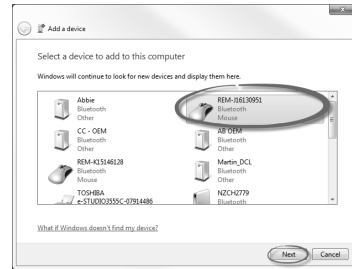 Add a device
Select a device to add to this computer
Windows will continue to look for new devices and display them here.
Abbie
Bluetooth
Other
REM-J16130951
Bluetooth
Mouse
CC - OEM
Bluetooth
Other
AB OEM
Bluetooth
Other
REM-K15146128
Bluetooth
Mouse
Martin_DCL
Bluetooth
Other
TOSHIBA
e-STUDIO3555C-07914486
NZCH2779
Bluetooth
What if Windows doesn't find my device?
Next
Cancel